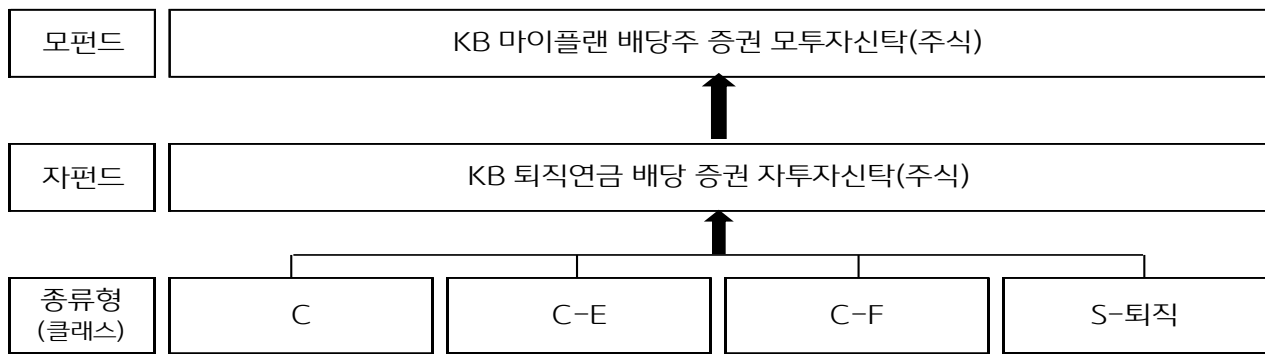 모펀드
KB 마이플랜 배당주 증권 모투자신탁(주식)
자펀드
KB 퇴직연금 배당 증권 자투자신탁(주식)
종류형
(클래스)
C
C-E
C-F
S-퇴직